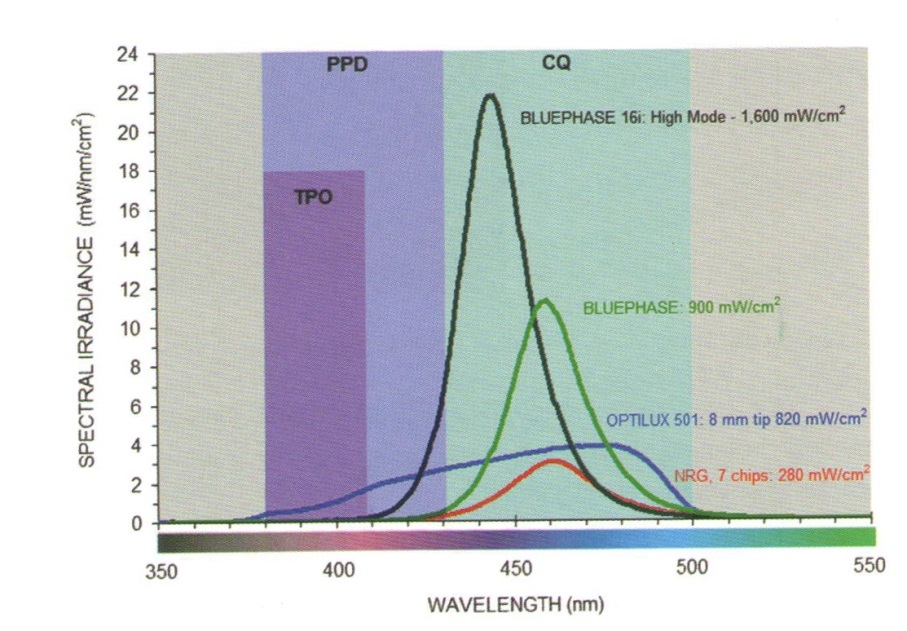 PPD
CQ
TPO
BLUEPHASE 16i: High Mode - 1,600 mW/cm²
BLUEPHASE: 900 mW/cm²
OPTILUX 501: 8 mm tip 820 mW/cm²
NRG, 7 chips: 280 mW/cm²
SPECTRAL IRRADIANCE (mW/nm/cm²)
24
22
20
18
16
14
12
10
8
6
4
2
0
350 400 450 500 550
WAVELENGTH (nm)